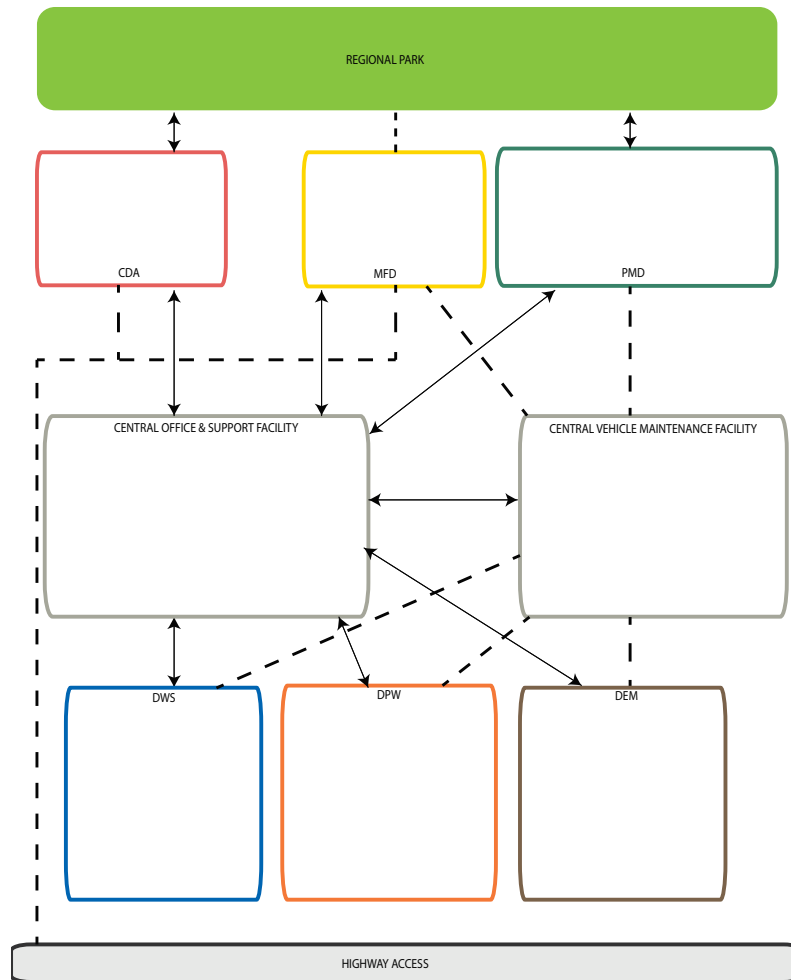 REGIONAL PARK
CDA
MFD
PMD
CENTRAL OFFICE & SUPPORT FACILITY
CENTRAL VEHICLE MAINTENANCE FACILITY
DWS
DPW
DEM
HIGHWAY ACCESS